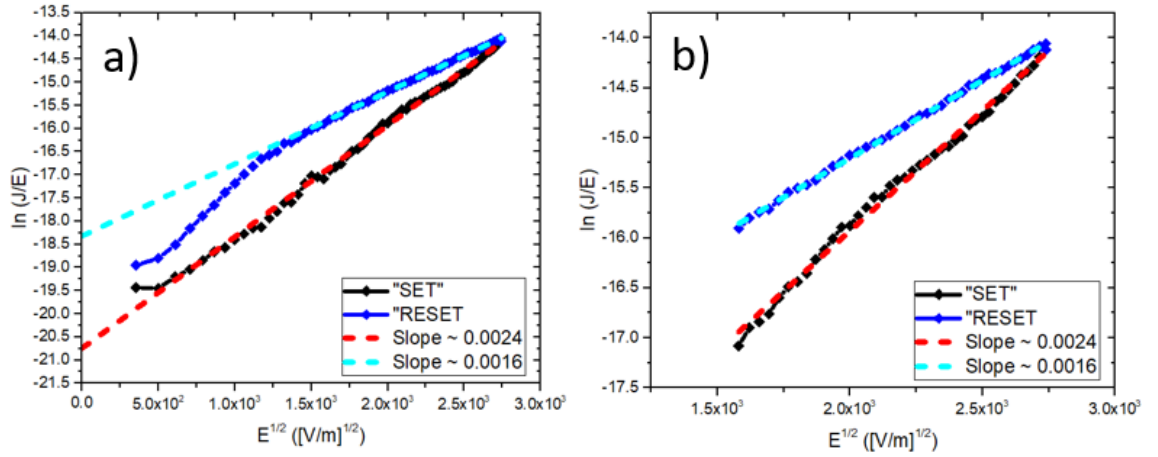 a)
ln (J/E)
-13.5
-14.0
-14.5
-15.0
-15.5
-16.0
-16.5
-17.0
-17.5
-18.0
-18.5
-19.0
-19.5
-20.0
-20.5
-21.0
-21.5
"SET"
"RESET
Slope ~ 0.0024
Slope ~ 0.0016
0.0 5.0x10² 1.0x10³ 1.5x10³ 2.0x10³ 2.5x10³ 3.0x10³
E^1/2 ([V/m]^1/2)
b)
ln (J/E)
-14.0
-14.5
-15.0
-15.5
-16.0
-16.5
-17.0
-17.5
"SET"
"RESET
Slope ~ 0.0024
Slope ~ 0.0016
1.5x10³ 2.0x10³ 2.5x10³ 3.0x10³
E^1/2 ([V/m]^1/2)